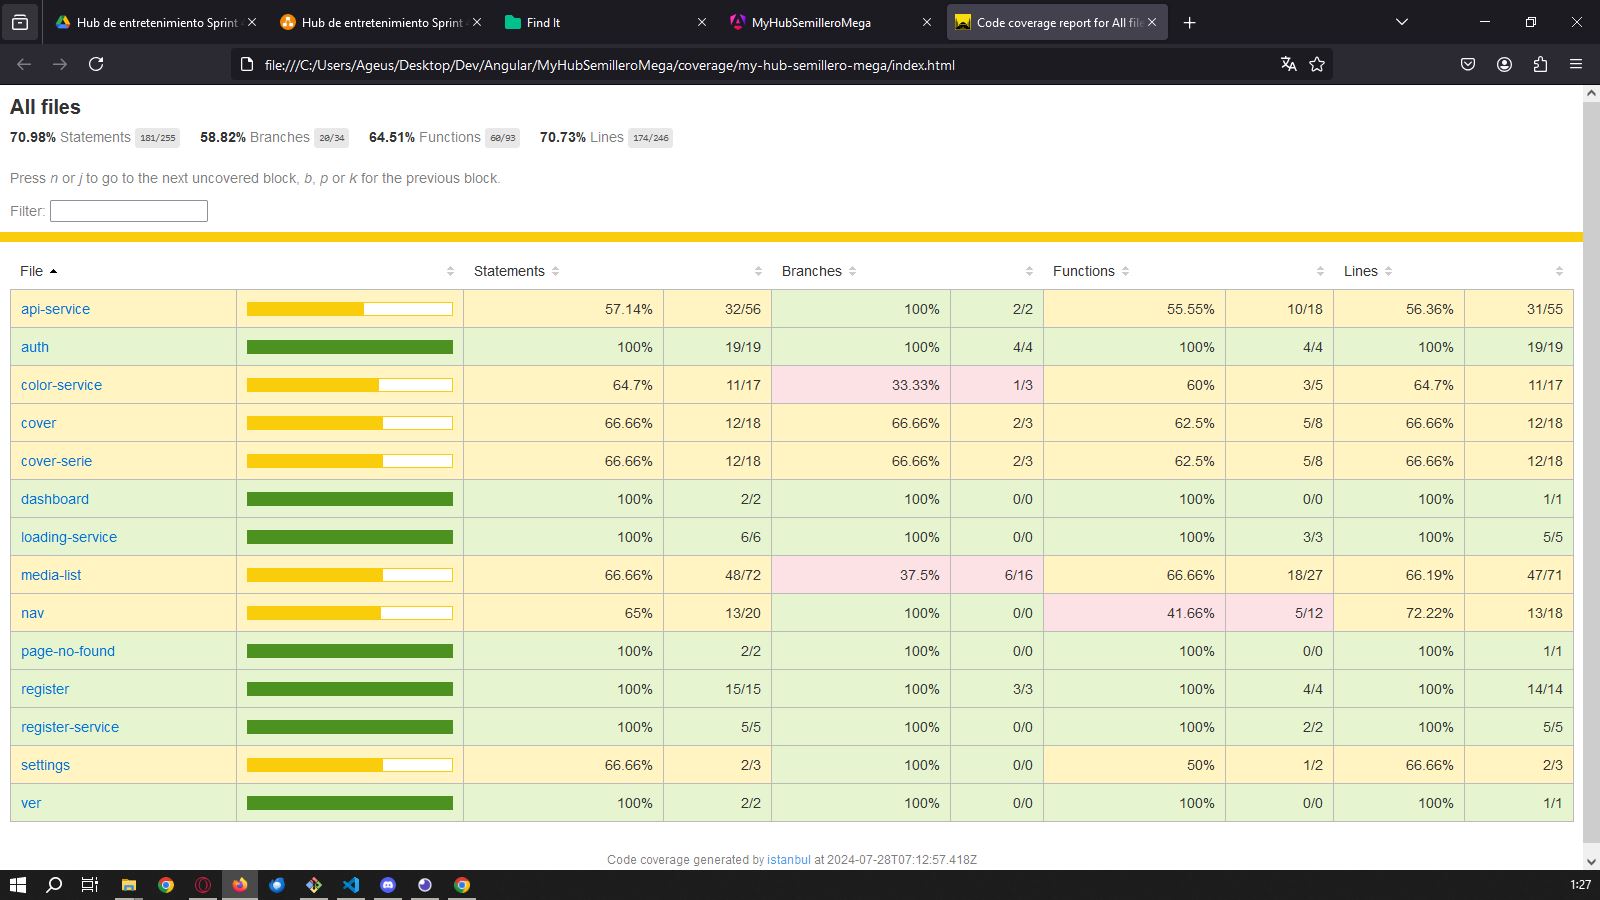 Hub de entretenimiento Sprint
Hub de entretenimiento Sprint
Find It
MyHubSemilleroMega
Code coverage report for All file
file:///C:/Users/Ageus/Desktop/Dev/Angular/MyHubSemilleroMega/coverage/my-hub-semillero-mega/index.html
All files
70.98% Statements 181/255 58.82% Branches 20/34 64.51% Functions 60/93 70.73% Lines 174/246
Press n or j to go to the next uncovered block, b, p or k for the previous block.
Filter:
File Statements Branches Functions Lines
api-service 57.14% 32/56 100% 2/2 55.55% 10/18 56.36% 31/55
auth 100% 19/19 100% 4/4 100% 4/4 100% 19/19
color-service 64.7% 11/17 33.33% 1/3 60% 3/5 64.7% 11/17
cover 66.66% 12/18 66.66% 2/3 62.5% 5/8 66.66% 12/18
cover-serie 66.66% 12/18 66.66% 2/3 62.5% 5/8 66.66% 12/18
dashboard 100% 2/2 100% 0/0 100% 0/0 100% 1/1
loading-service 100% 6/6 100% 0/0 100% 3/3 100% 5/5
media-list 66.66% 48/72 37.5% 6/16 66.66% 18/27 66.19% 47/71
nav 65% 13/20 100% 0/0 41.66% 5/12 72.22% 13/18
page-no-found 100% 2/2 100% 0/0 100% 0/0 100% 1/1
register 100% 15/15 100% 3/3 100% 4/4 100% 14/14
register-service 100% 5/5 100% 0/0 100% 2/2 100% 5/5
settings 66.66% 2/3 100% 0/0 50% 1/2 66.66% 2/3
ver 100% 2/2 100% 0/0 100% 0/0 100% 1/1
Code coverage generated by istanbul at 2024-07-28T07:12:57.418Z
1:27